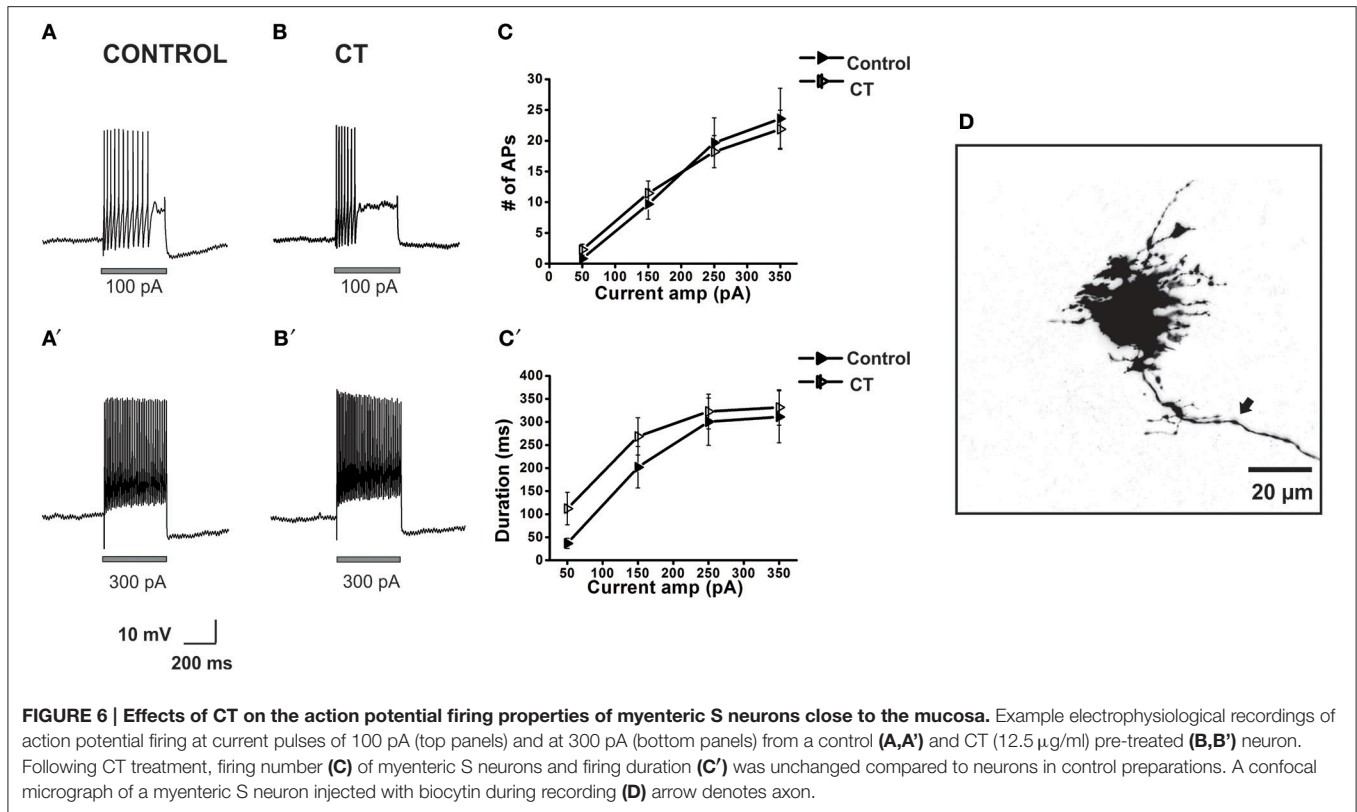 A
CONTROL
B
CT
C
Control
CT
30
25
20
15
10
5
0
# of APs
0 50 100 150 200 250 300 350
Current amp (pA)
100 pA
100 pA
D
20 µm
A′
B′
C′
Control
CT
400
350
300
250
200
150
100
50
0
Duration (ms)
50 100 150 200 250 300 350
Current amp (pA)
300 pA
300 pA
10 mV
200 ms
FIGURE 6 | Effects of CT on the action potential firing properties of myenteric S neurons close to the mucosa. Example electrophysiological recordings of
action potential firing at current pulses of 100 pA (top panels) and at 300 pA (bottom panels) from a control (A,A’) and CT (12.5 µg/ml) pre-treated (B,B’) neuron.
Following CT treatment, firing number (C) of myenteric S neurons and firing duration (C′) was unchanged compared to neurons in control preparations. A confocal
micrograph of a myenteric S neuron injected with biocytin during recording (D) arrow denotes axon.